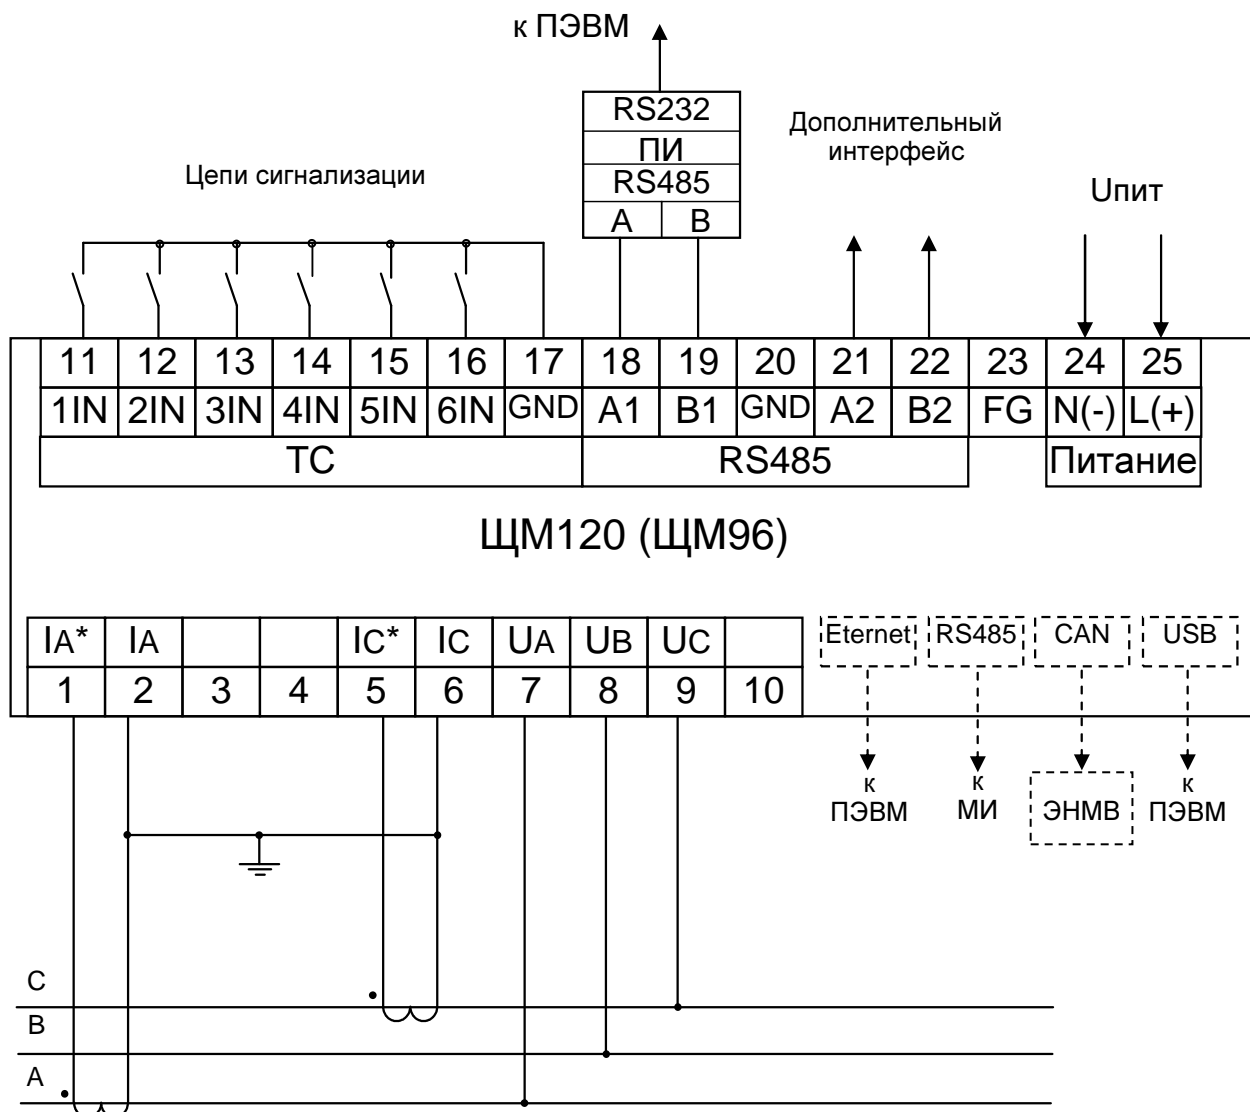 к ПЭВМ
RS232
ПИ
RS485
A B
Дополнительный
интерфейс
Цепи сигнализации
Uпит
11 12 13 14 15 16 17 18 19 20 21 22 23 24 25
1IN 2IN 3IN 4IN 5IN 6IN GND A1 B1 GND A2 B2 FG N(-) L(+)
ТС RS485 Питание
ЩМ120 (ЩМ96)
IA* IA IC* IC UA UB UC
1 2 3 4 5 6 7 8 9 10
Eternet RS485 CAN USB
к
ПЭВМ
к
МИ
ЭНМВ
к
ПЭВМ
C
B
A